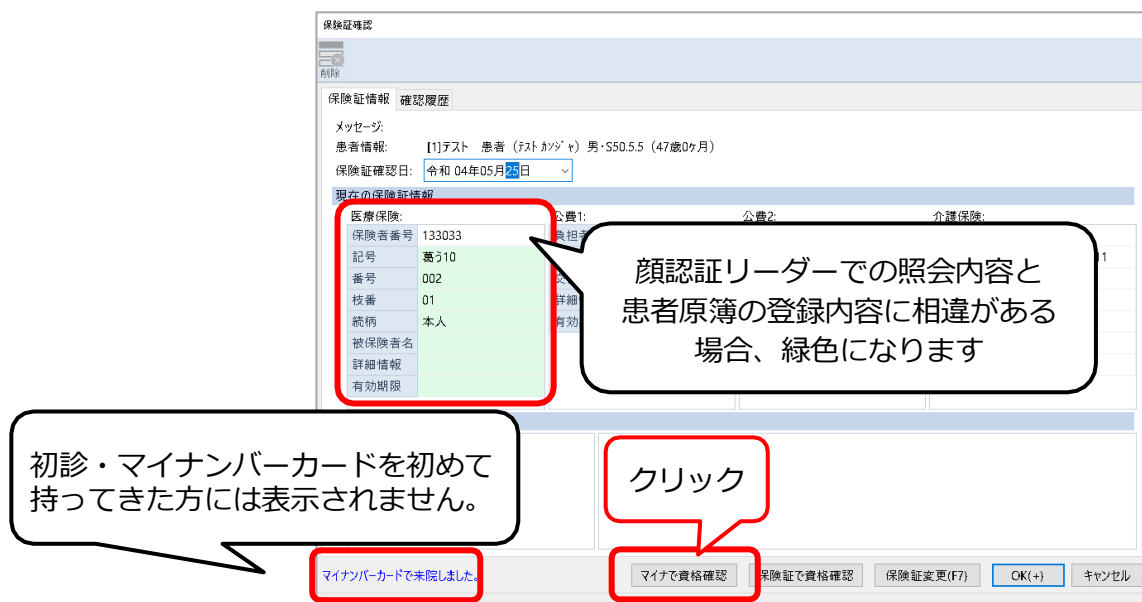 保険証確認
削除
保険証情報 確認履歴
メッセージ:
患者情報: [1]テスト 患者（テスト カンジャ）男・S50.5.5（47歳0ヶ月）
保険証確認日: 令和 04年05月25日
現在の保険証情報
医療保険: 公費1: 公費2: 介護保険:
保険者番号 133033
記号 葛う10
番号 002
枝番 01
続柄 本人
被保険者名
詳細情報
有効期限
負担者
詳細
有効
顔認証リーダーでの照会内容と
患者原簿の登録内容に相違がある
場合、緑色になります
初診・マイナンバーカードを初めて
持ってきた方には表示されません。
クリック
マイナンバーカードで来院しました。
マイナで資格確認 保険証で資格確認 保険証変更(F7) OK(+) キャンセル